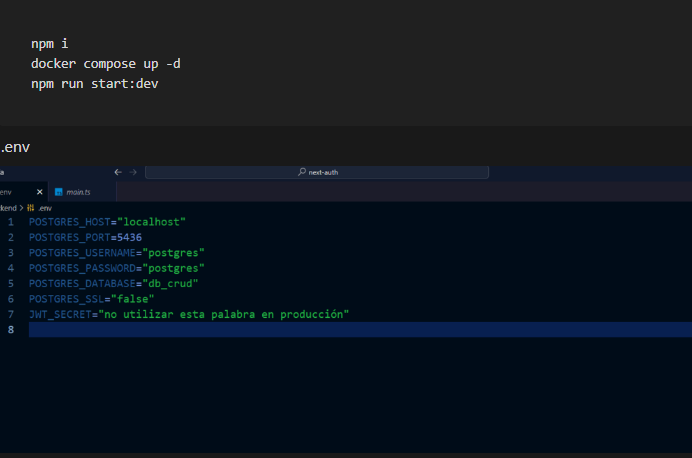 npm i
docker compose up -d
npm run start:dev
.env
a
next-auth
env
main.ts
kend > .env
1 POSTGRES_HOST="localhost"
2 POSTGRES_PORT=5436
3 POSTGRES_USERNAME="postgres"
4 POSTGRES_PASSWORD="postgres"
5 POSTGRES_DATABASE="db_crud"
6 POSTGRES_SSL="false"
7 JWT_SECRET="no utilizar esta palabra en producción"
8